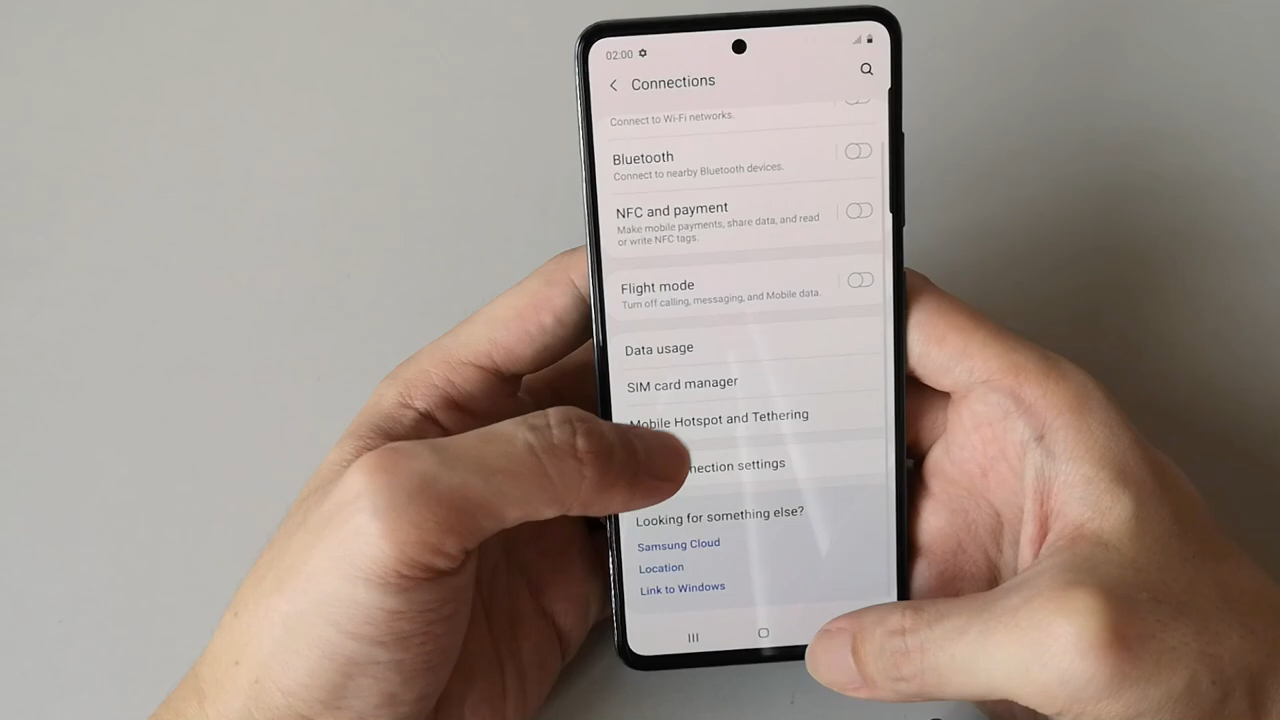 02:00
Connections
Connect to Wi-Fi networks.
Bluetooth
Connect to nearby Bluetooth devices.
NFC and payment
Make mobile payments, share data, and read
or write NFC tags.
Flight mode
Turn off calling, messaging, and Mobile data.
Data usage
SIM card manager
Mobile Hotspot and Tethering
nection settings
Looking for something else?
Samsung Cloud
Location
Link to Windows